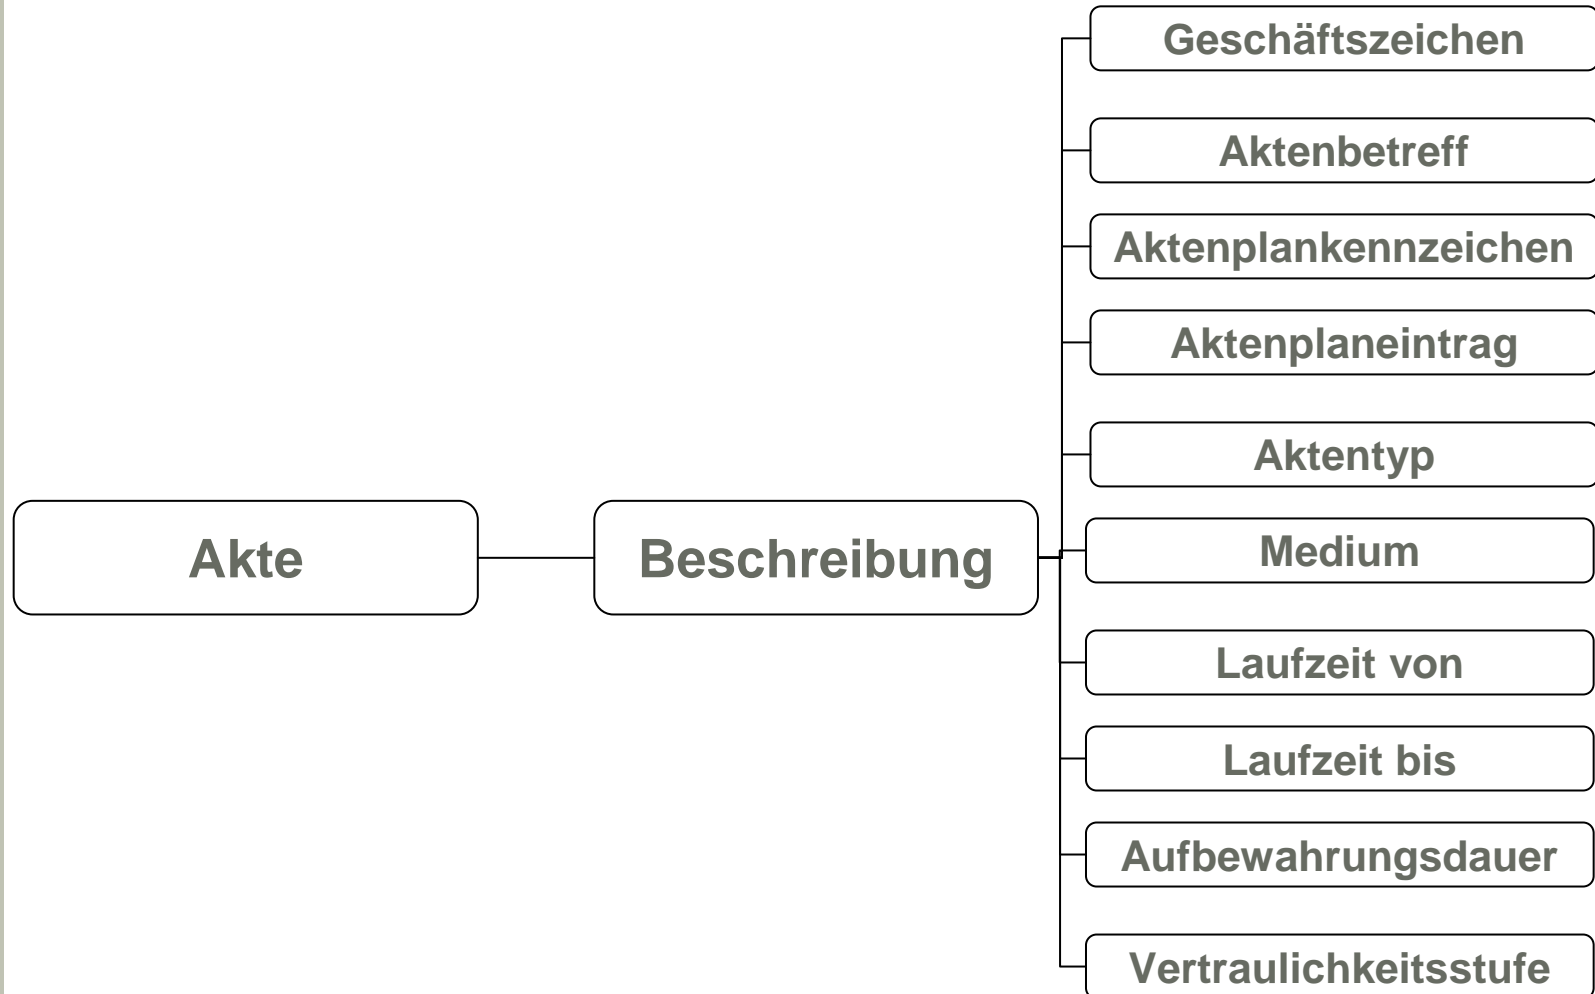 Geschäftszeichen
Aktenbetreff
Aktenplankennzeichen
Aktenplaneintrag
Aktentyp
Akte
Beschreibung
Medium
Laufzeit von
Laufzeit bis
Aufbewahrungsdauer
Vertraulichkeitsstufe